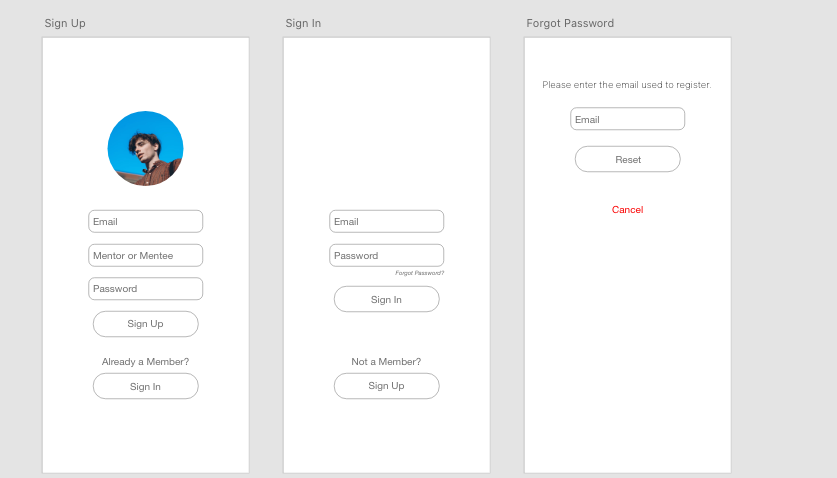 Sign Up
Email
Mentor or Mentee
Password
Sign Up
Already a Member?
Sign In
Sign In
Email
Password
Forgot Password?
Sign In
Not a Member?
Sign Up
Forgot Password
Please enter the email used to register.
Email
Reset
Cancel